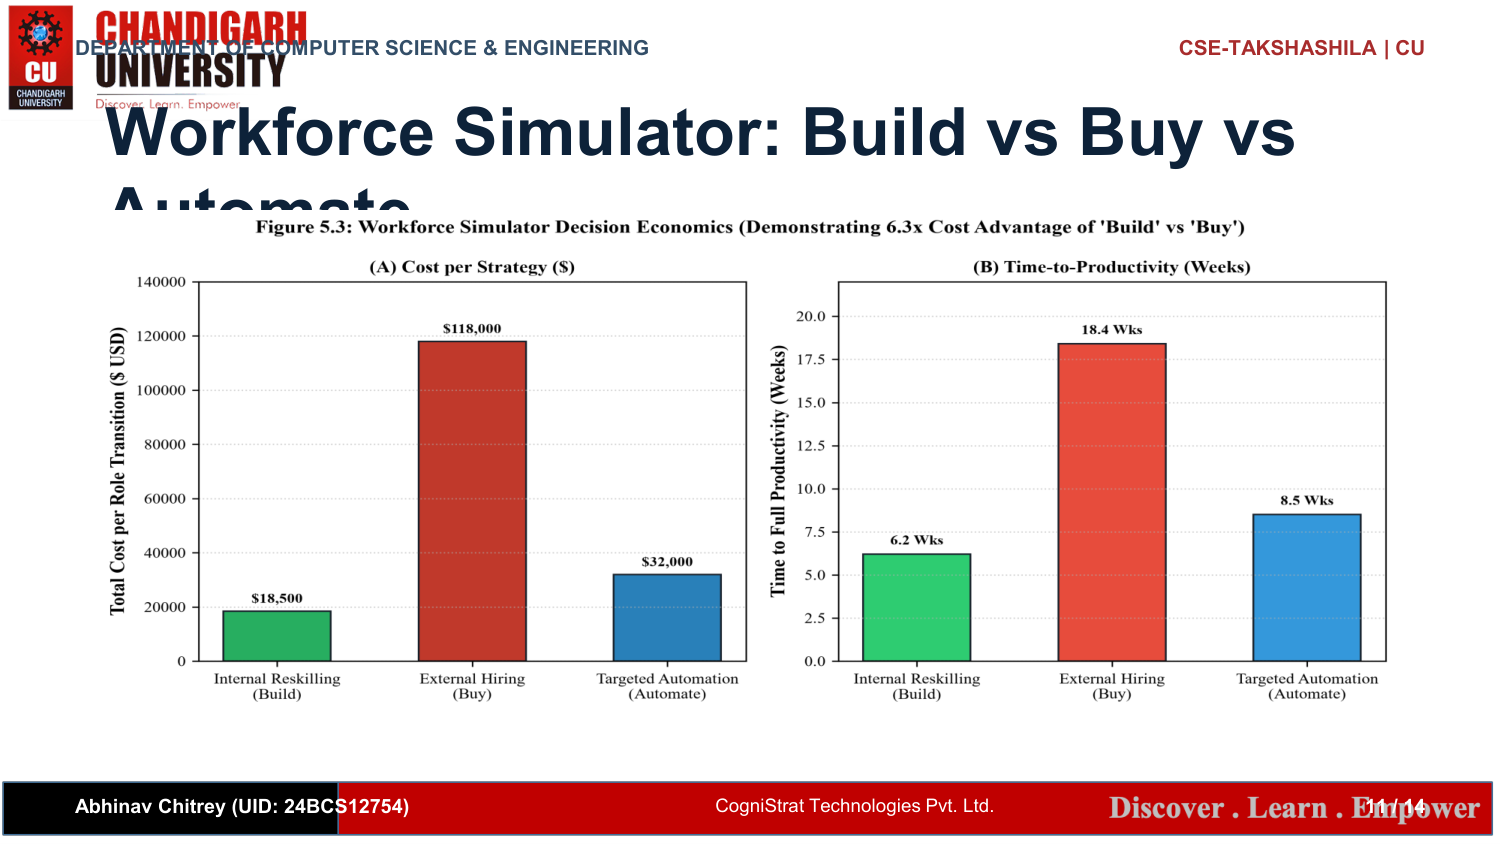 CHANDIGARH
UNIVERSITY
Discover. Learn. Empower.
CU
CHANDIGARH
UNIVERSITY
DEPARTMENT OF COMPUTER SCIENCE & ENGINEERING
CSE-TAKSHASHILA | CU
Workforce Simulator: Build vs Buy vs
Automate
Figure 5.3: Workforce Simulator Decision Economics (Demonstrating 6.3x Cost Advantage of 'Build' vs 'Buy')
(A) Cost per Strategy ($)
Total Cost per Role Transition ($ USD)
140000
120000
100000
80000
60000
40000
20000
0
$18,500
$118,000
$32,000
Internal Reskilling
(Build)
External Hiring
(Buy)
Targeted Automation
(Automate)
(B) Time-to-Productivity (Weeks)
Time to Full Productivity (Weeks)
20.0
17.5
15.0
12.5
10.0
7.5
5.0
2.5
0.0
6.2 Wks
18.4 Wks
8.5 Wks
Internal Reskilling
(Build)
External Hiring
(Buy)
Targeted Automation
(Automate)
Abhinav Chitrey (UID: 24BCS12754)
CogniStrat Technologies Pvt. Ltd.
Discover . Learn . Empower
11 / 14